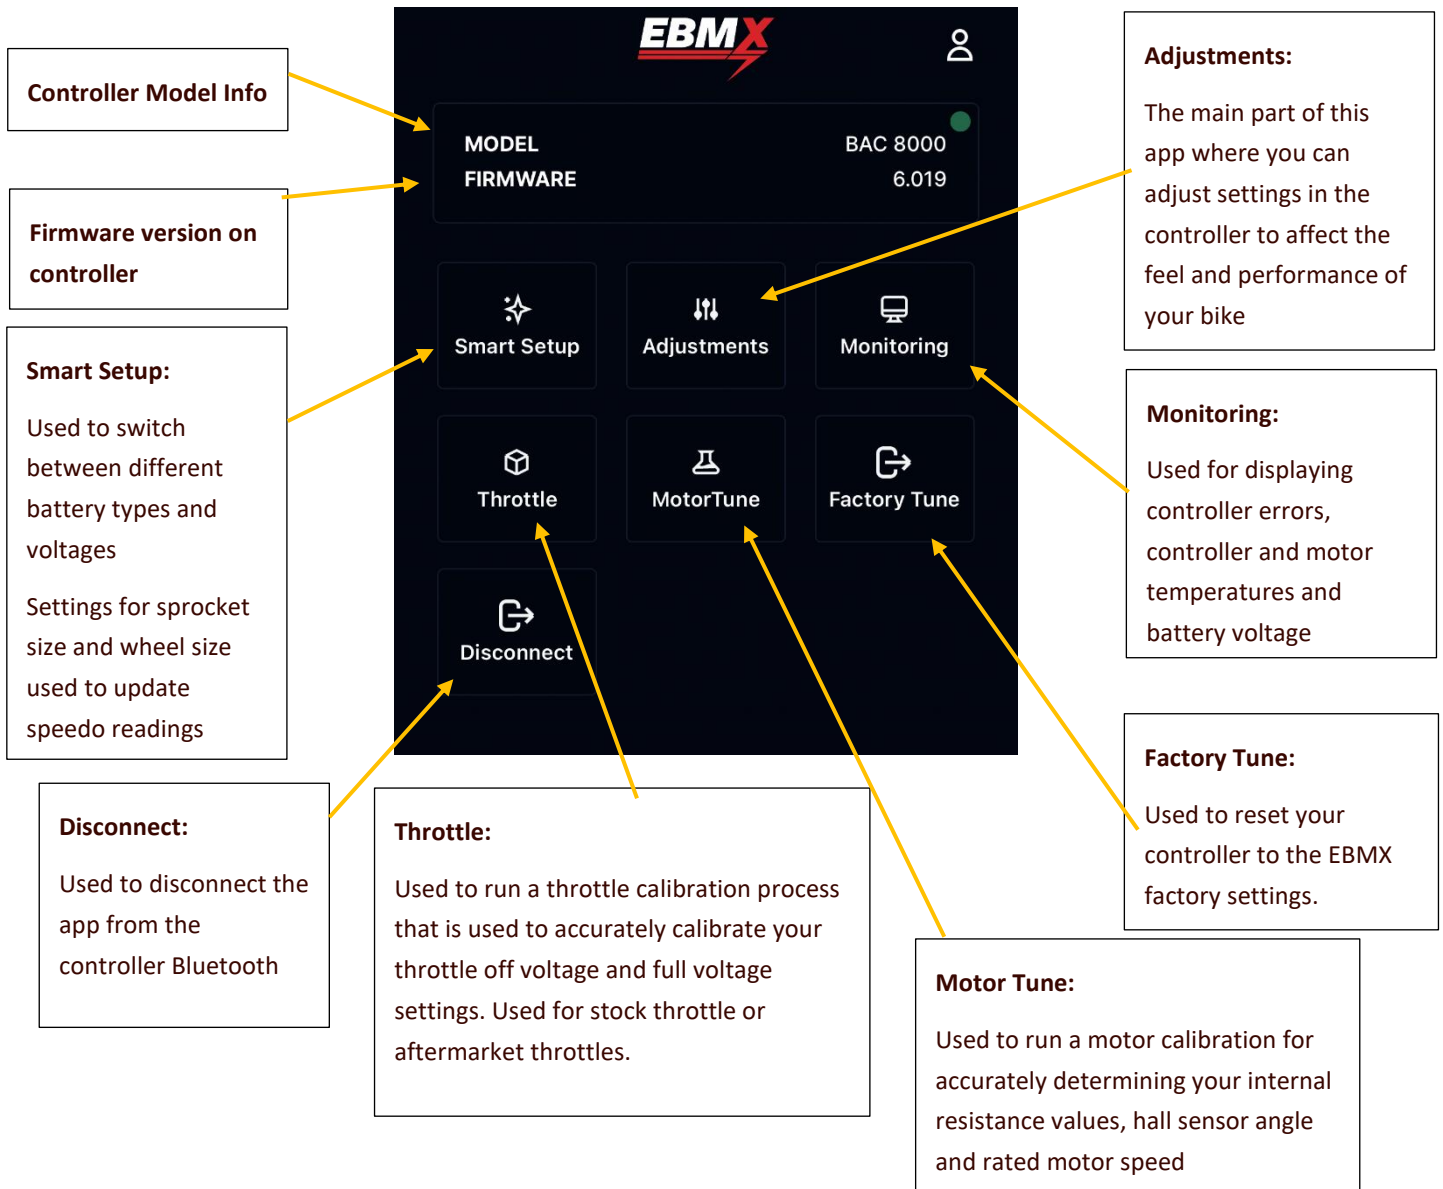 EBMX
Controller Model Info
MODEL BAC 8000
FIRMWARE 6.019
Firmware version on
controller
Adjustments:
The main part of this
app where you can
adjust settings in the
controller to affect the
feel and performance of
your bike
Smart Setup
Adjustments
Monitoring
Throttle
MotorTune
Factory Tune
Disconnect
Smart Setup:
Used to switch
between different
battery types and
voltages
Settings for sprocket
size and wheel size
used to update
speedo readings
Monitoring:
Used for displaying
controller errors,
controller and motor
temperatures and
battery voltage
Disconnect:
Used to disconnect the
app from the
controller Bluetooth
Throttle:
Used to run a throttle calibration process
that is used to accurately calibrate your
throttle off voltage and full voltage
settings. Used for stock throttle or
aftermarket throttles.
Factory Tune:
Used to reset your
controller to the EBMX
factory settings.
Motor Tune:
Used to run a motor calibration for
accurately determining your internal
resistance values, hall sensor angle
and rated motor speed